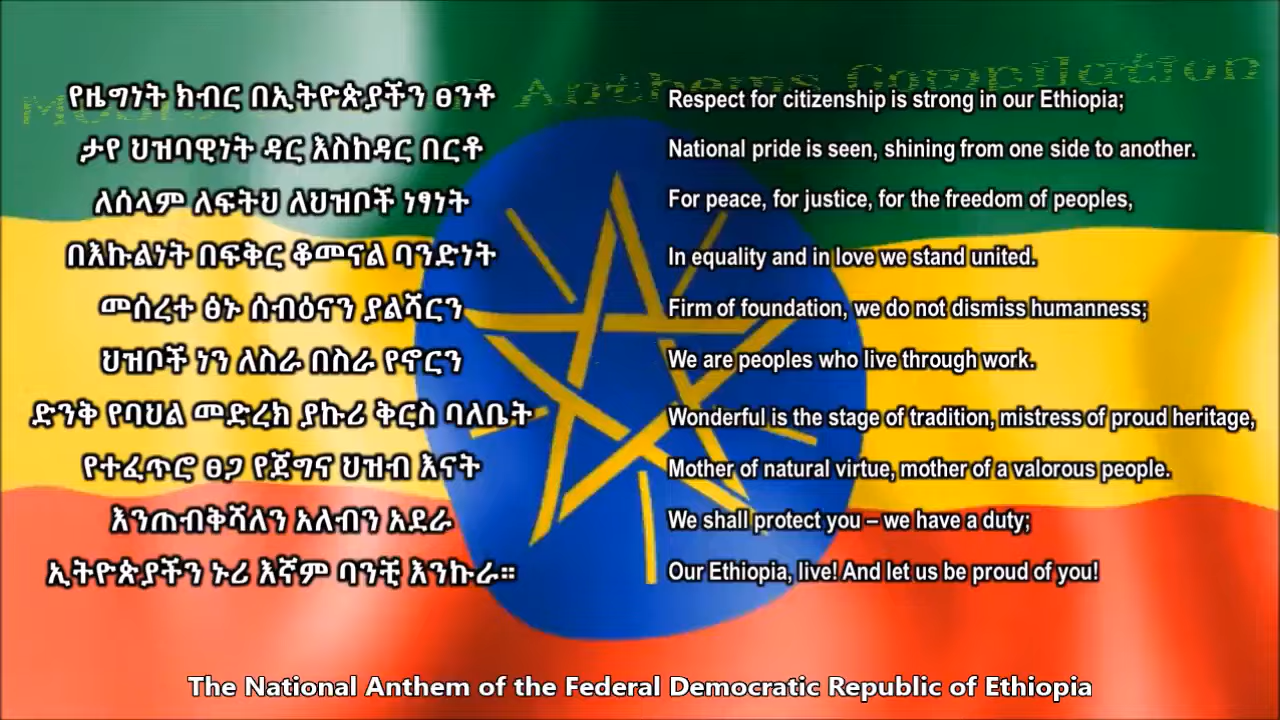 Anthems Compilation
የዜግነት ክብር በኢትዮጵያችን ፀንቶ
ታየ ህዝባዊነት ዳር እስከዳር በርቶ
ለሰላም ለፍትህ ለህዝቦች ነፃነት
በእኩልነት በፍቅር ቆመናል ባንድነት
መሰረተ ፅኑ ሰብዕናን ያልሻርን
ህዝቦች ነን ለስራ በስራ የኖርን
ድንቅ የባህል መድረክ ያኩሪ ቅርስ ባለቤት
የተፈጥሮ ፀጋ የጀግና ህዝብ እናት
እንጠብቅሻለን አለብን አደራ
ኢትዮጵያችን ኑሪ እኛም ባንቺ እንኩራ።
Respect for citizenship is strong in our Ethiopia;
National pride is seen, shining from one side to another.
For peace, for justice, for the freedom of peoples,
In equality and in love we stand united.
Firm of foundation, we do not dismiss humanness;
We are peoples who live through work.
Wonderful is the stage of tradition, mistress of proud heritage,
Mother of natural virtue, mother of a valorous people.
We shall protect you – we have a duty;
Our Ethiopia, live! And let us be proud of you!
The National Anthem of the Federal Democratic Republic of Ethiopia